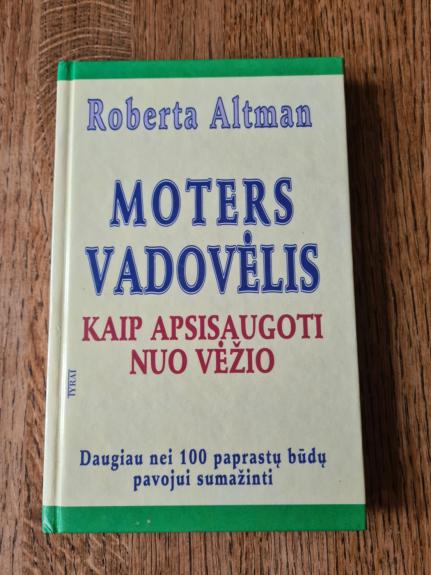 Roberta Altman
MOTERS
VADOVĖLIS
KAIP APSISAUGOTI
NUO VĖŽIO
TYRAI
Daugiau nei 100 paprastų būdų
pavojui sumažinti